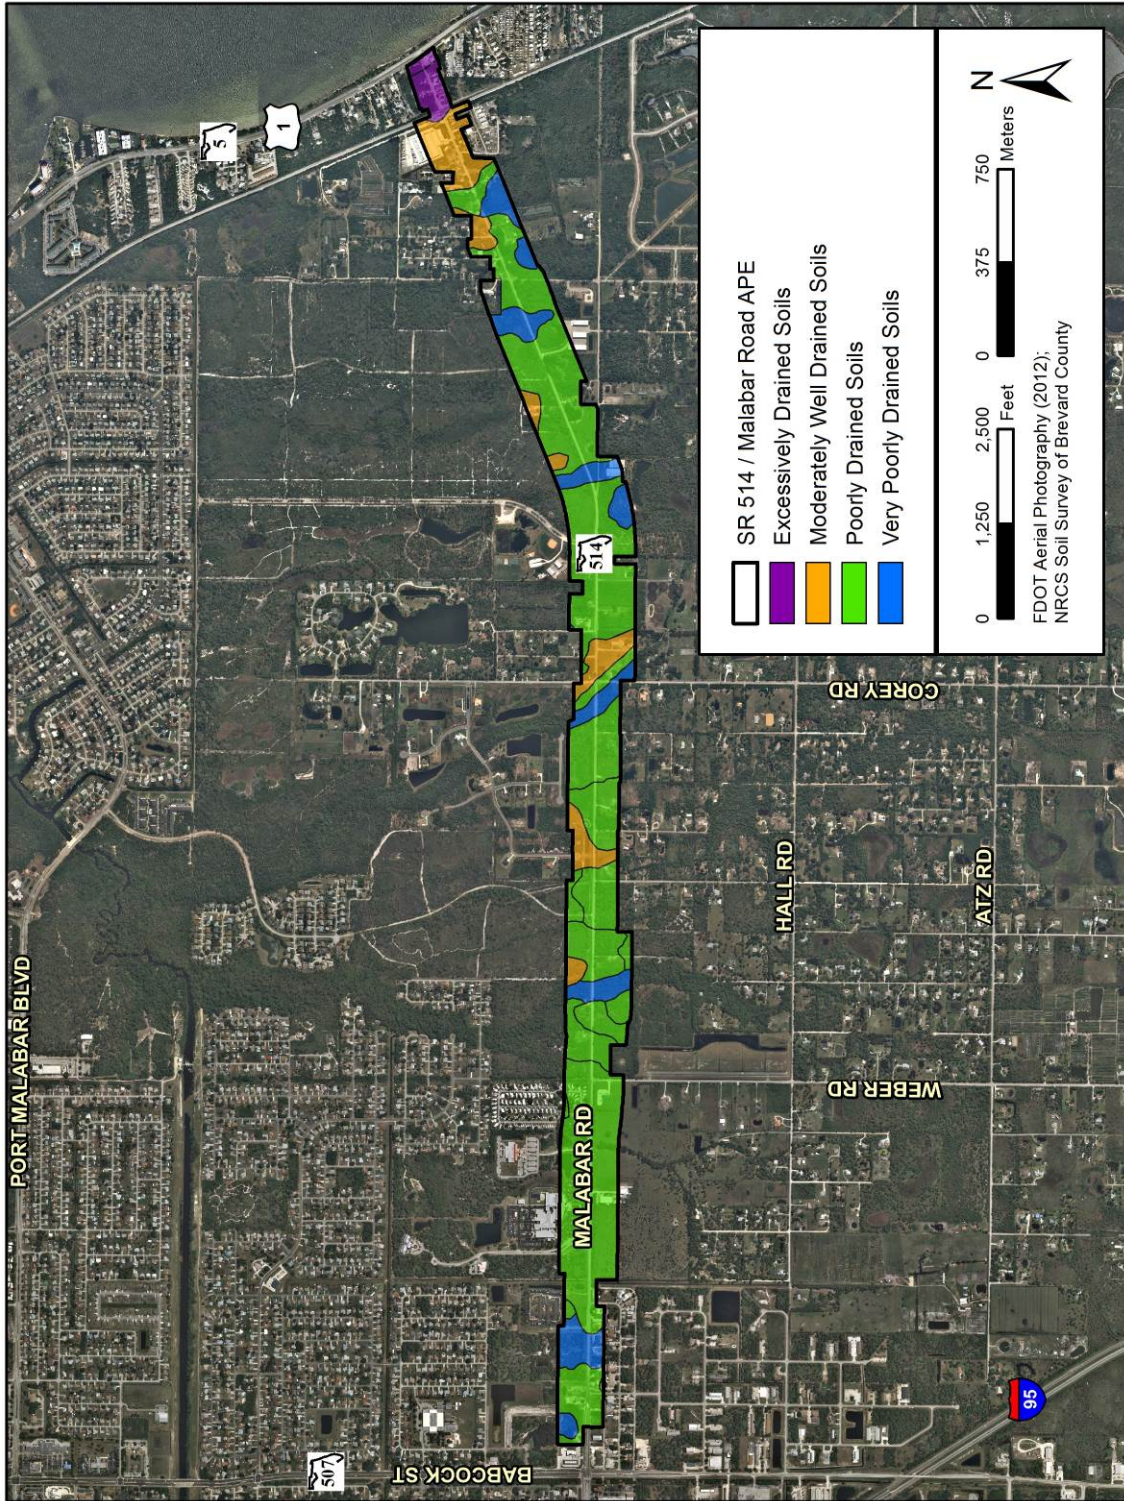 PORT MALABAR BLVD
5
1
514
MALABAR RD
COREY RD
HALL RD
ATZ RD
WEBER RD
507
BABCOCK ST
95
SR 514 / Malabar Road APE
Excessively Drained Soils
Moderately Well Drained Soils
Poorly Drained Soils
Very Poorly Drained Soils
N
0 1,250 2,500 Feet
0 375 750 Meters
FDOT Aerial Photography (2012);
NRCS Soil Survey of Brevard County